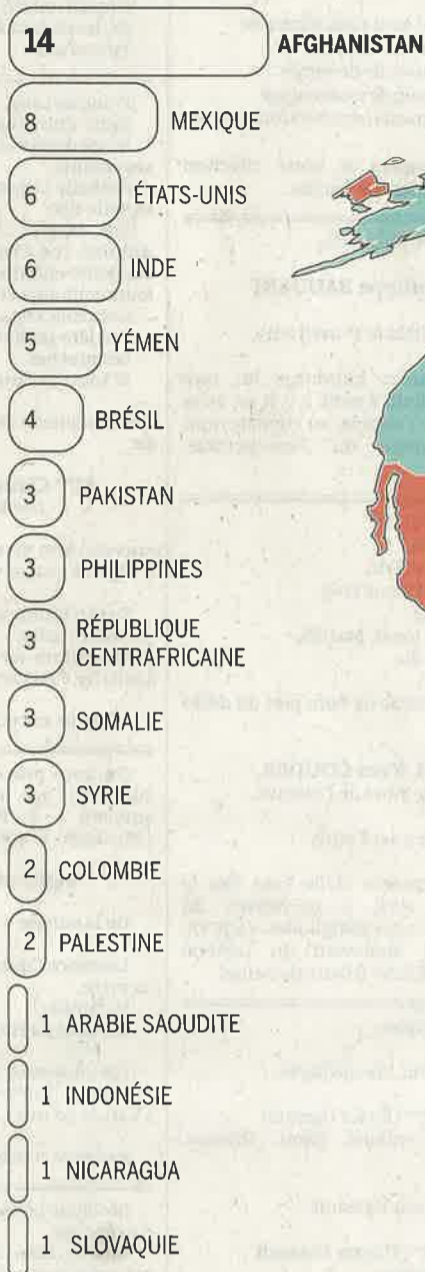 14 AFGHANISTAN
8 MEXIQUE
6 ÉTATS-UNIS
6 INDE
5 YÉMEN
4 BRÉSIL
3 PAKISTAN
3 PHILIPPINES
3 RÉPUBLIQUE
CENTRAFRICAINE
3 SOMALIE
3 SYRIE
2 COLOMBIE
2 PALESTINE
1 ARABIE SAOUDITE
1 INDONÉSIE
1 NICARAGUA
1 SLOVAQUIE